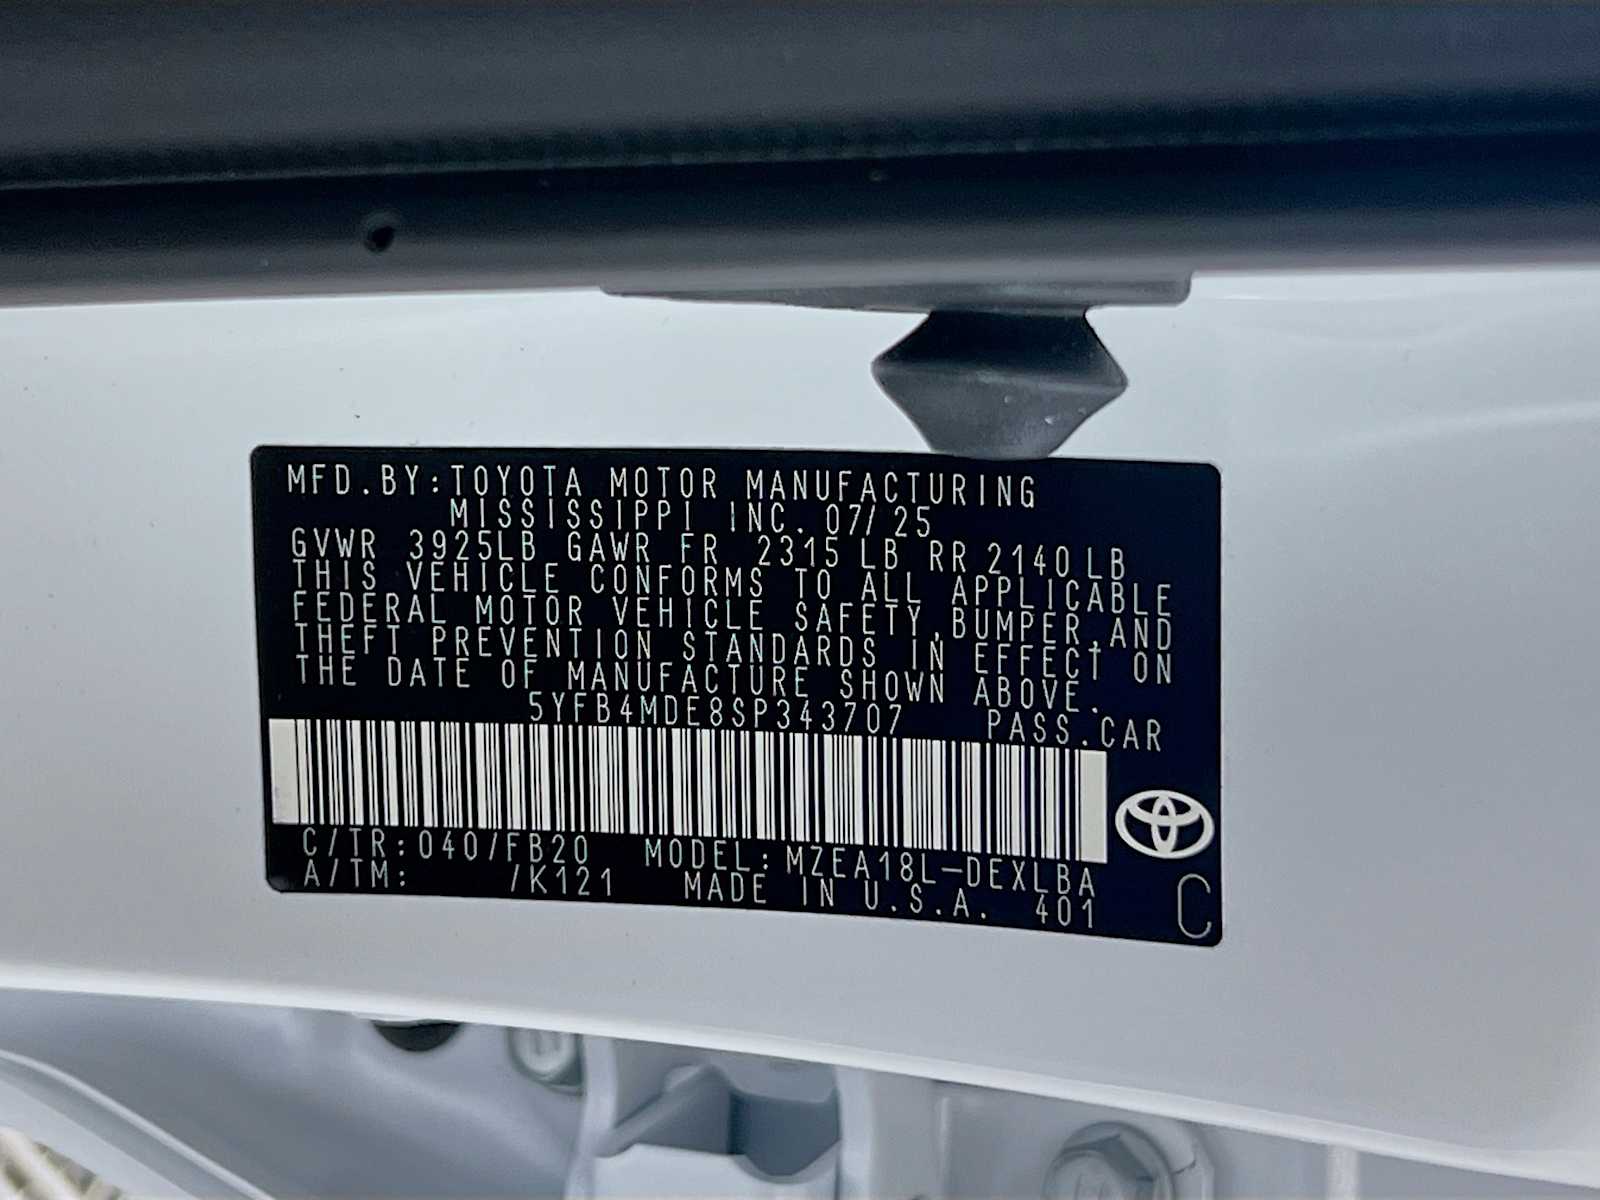 MFD.BY:TOYOTA MOTOR MANUFACTURING
MISSISSIPPI INC. 07/25
GVWR 3925LB GAWR FR 2315 LB RR 2140 LB
THIS VEHICLE CONFORMS TO ALL APPLICABLE
FEDERAL MOTOR VEHICLE SAFETY,BUMPER,AND
THEFT PREVENTION STANDARDS IN EFFECT ON
THE DATE OF MANUFACTURE SHOWN ABOVE.
5YFB4MDE8SP343707 PASS.CAR
C/TR:040/FB20 MODEL:MZEA18L-DEXLBA
A/TM: /K121 MADE IN U.S.A. 401 C